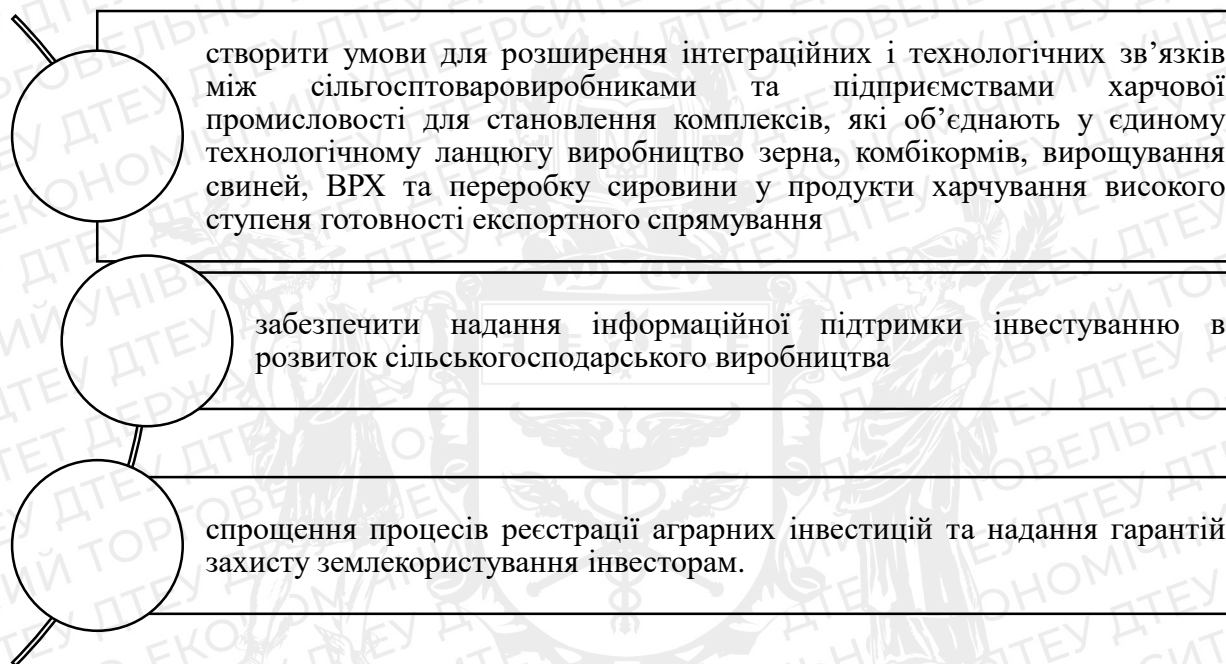 створити умови для розширення інтеграційних і технологічних зв’язків
між сільгосптоваровиробниками та підприємствами харчової
промисловості для становлення комплексів, які об’єднають у єдиному
технологічному ланцюгу виробництво зерна, комбікормів, вирощування
свиней, ВРХ та переробку сировини у продукти харчування високого
ступеня готовності експортного спрямування
забезпечити надання інформаційної підтримки інвестуванню в
розвиток сільськогосподарського виробництва
спрощення процесів реєстрації аграрних інвестицій та надання гарантій
захисту землекористування інвесторам.